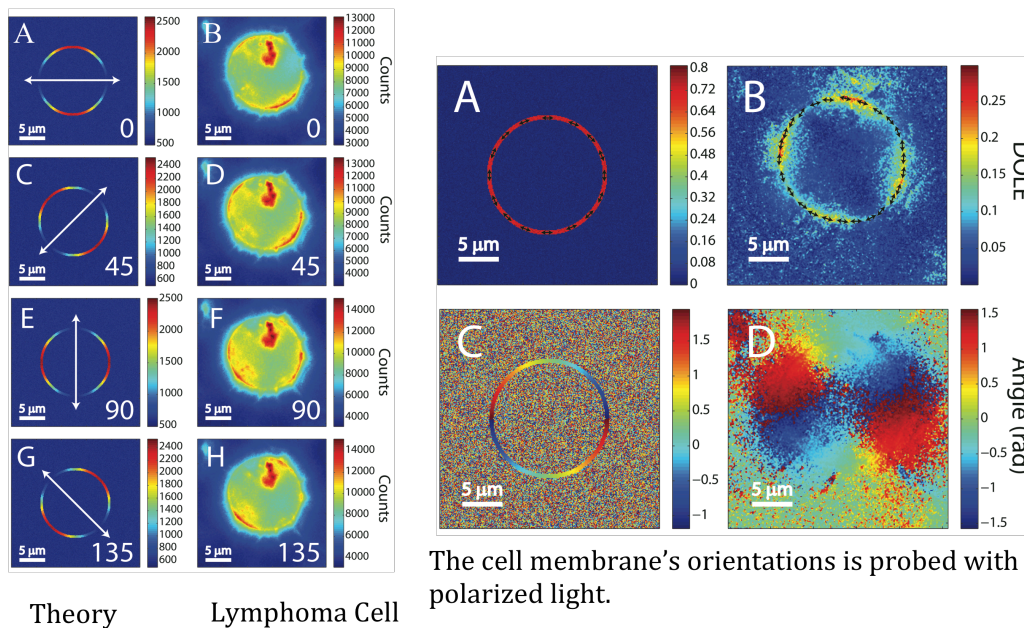 A
5 μm
0
2500
2000
1500
1000
500
B
5 μm
0
13000
12000
11000
10000
9000
8000
7000
6000
5000
4000
3000
Counts
C
5 μm
45
2400
2200
2000
1800
1600
1400
1200
1000
800
600
D
5 μm
45
13000
12000
11000
10000
9000
8000
7000
6000
5000
4000
Counts
E
5 μm
90
2500
2000
1500
1000
500
F
5 μm
90
14000
12000
10000
8000
6000
4000
Counts
G
5 μm
135
2400
2200
2000
1800
1600
1400
1200
1000
800
600
H
5 μm
135
14000
12000
10000
8000
6000
4000
Counts
Theory
Lymphoma Cell
A
5 μm
0.8
0.72
0.64
0.56
0.48
0.4
0.32
0.24
0.16
0.08
0
B
5 μm
0.25
0.2
0.15
0.1
0.05
DOLE
C
5 μm
1.5
1
0.5
0
−0.5
−1
D
5 μm
1.5
1
0.5
0
−0.5
−1
−1.5
Angle (rad)
The cell membrane’s orientations is probed with
polarized light.